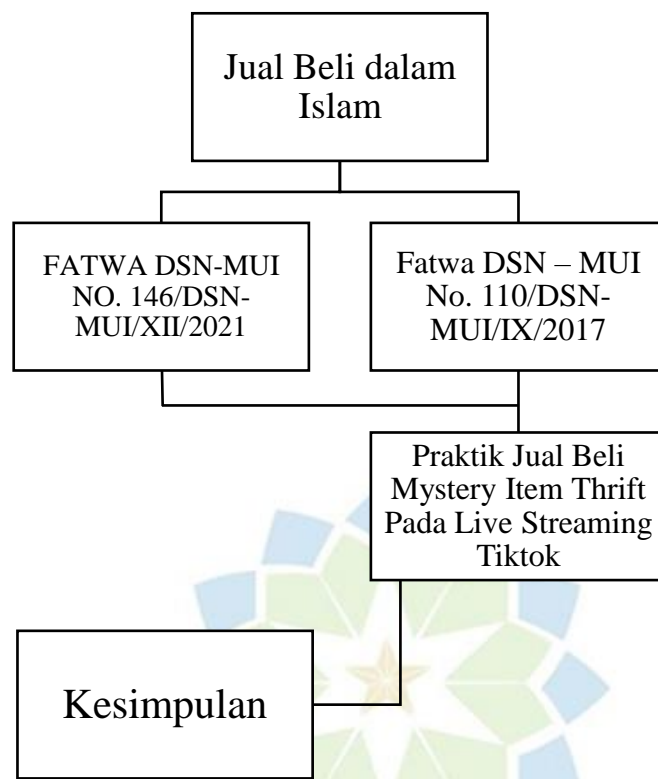 Jual Beli dalam
Islam
FATWA DSN-MUI
NO. 146/DSN-
MUI/XII/2021
Fatwa DSN – MUI
No. 110/DSN-
MUI/IX/2017
Praktik Jual Beli
Mystery Item Thrift
Pada Live Streaming
Tiktok
Kesimpulan